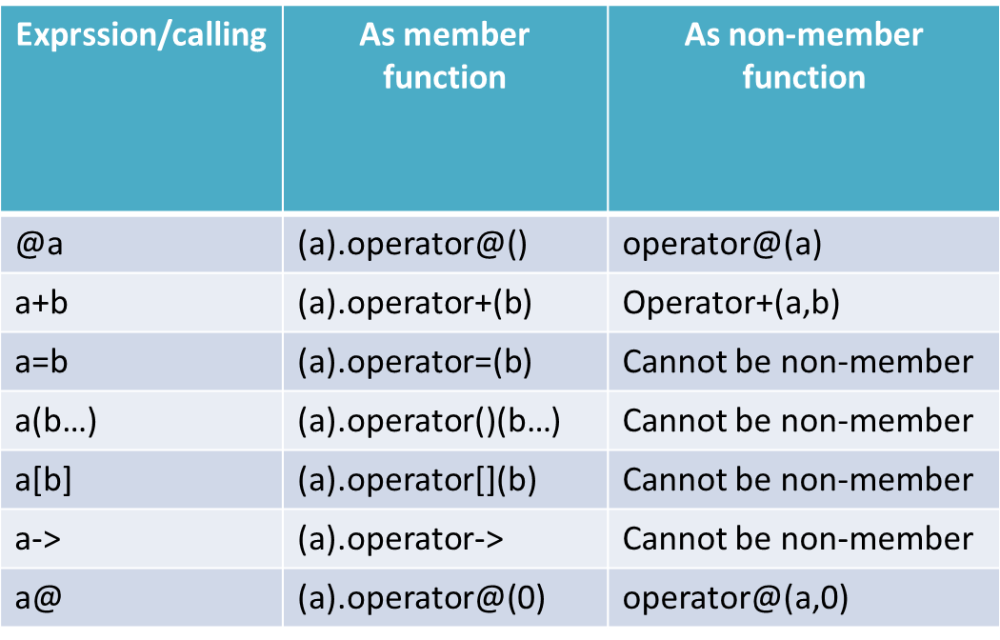 Exprssion/calling
As member
function
As non-member
function
@a
(a).operator@()
operator@(a)
a+b
(a).operator+(b)
Operator+(a,b)
a=b
(a).operator=(b)
Cannot be non-member
a(b…)
(a).operator()(b…)
Cannot be non-member
a[b]
(a).operator[](b)
Cannot be non-member
a->
(a).operator->
Cannot be non-member
a@
(a).operator@(0)
operator@(a,0)